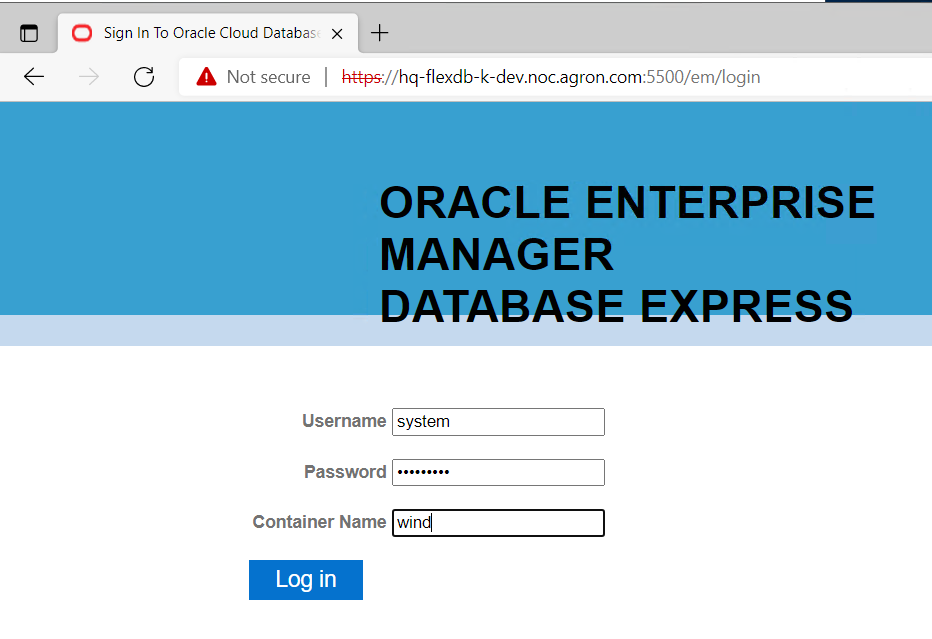 Sign In To Oracle Cloud Databas
Not secure | https://hq-flexdb-k-dev.noc.agron.com:5500/em/login
ORACLE ENTERPRISE
MANAGER
DATABASE EXPRESS
Username system
Password •••••••••
Container Name wind
Log in